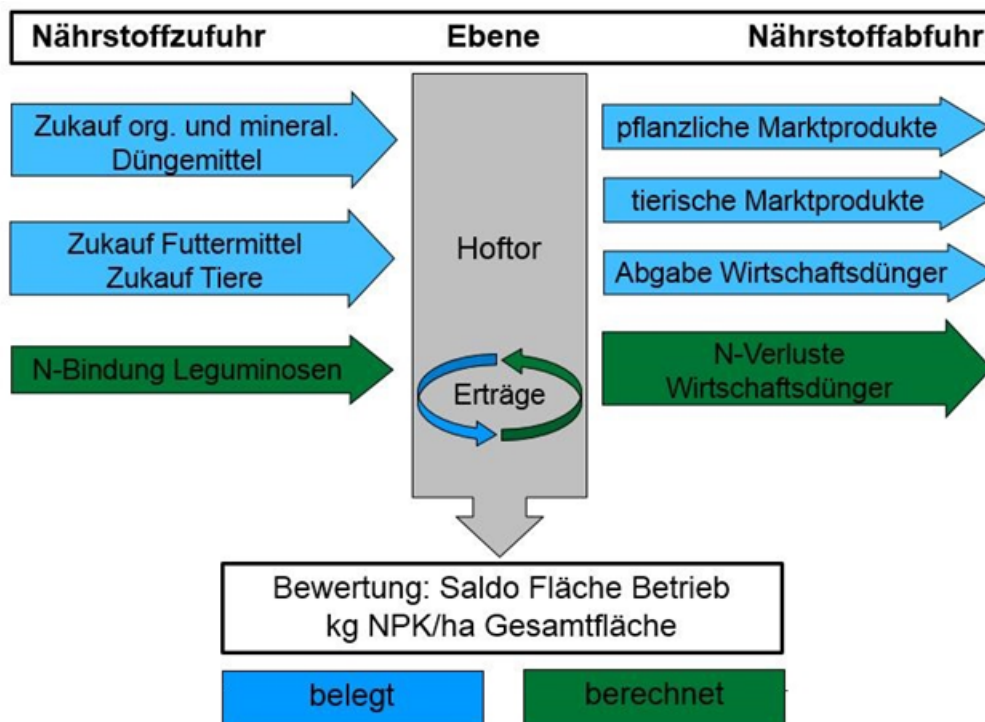 Nährstoffzufuhr Ebene Nährstoffabfuhr
Zukauf org. und mineral.
Düngemittel
Zukauf Futtermittel
Zukauf Tiere
N-Bindung Leguminosen
Hoftor
Erträge
pflanzliche Marktprodukte
tierische Marktprodukte
Abgabe Wirtschaftsdünger
N-Verluste
Wirtschaftsdünger
Bewertung: Saldo Fläche Betrieb
kg NPK/ha Gesamtfläche
belegt berechnet